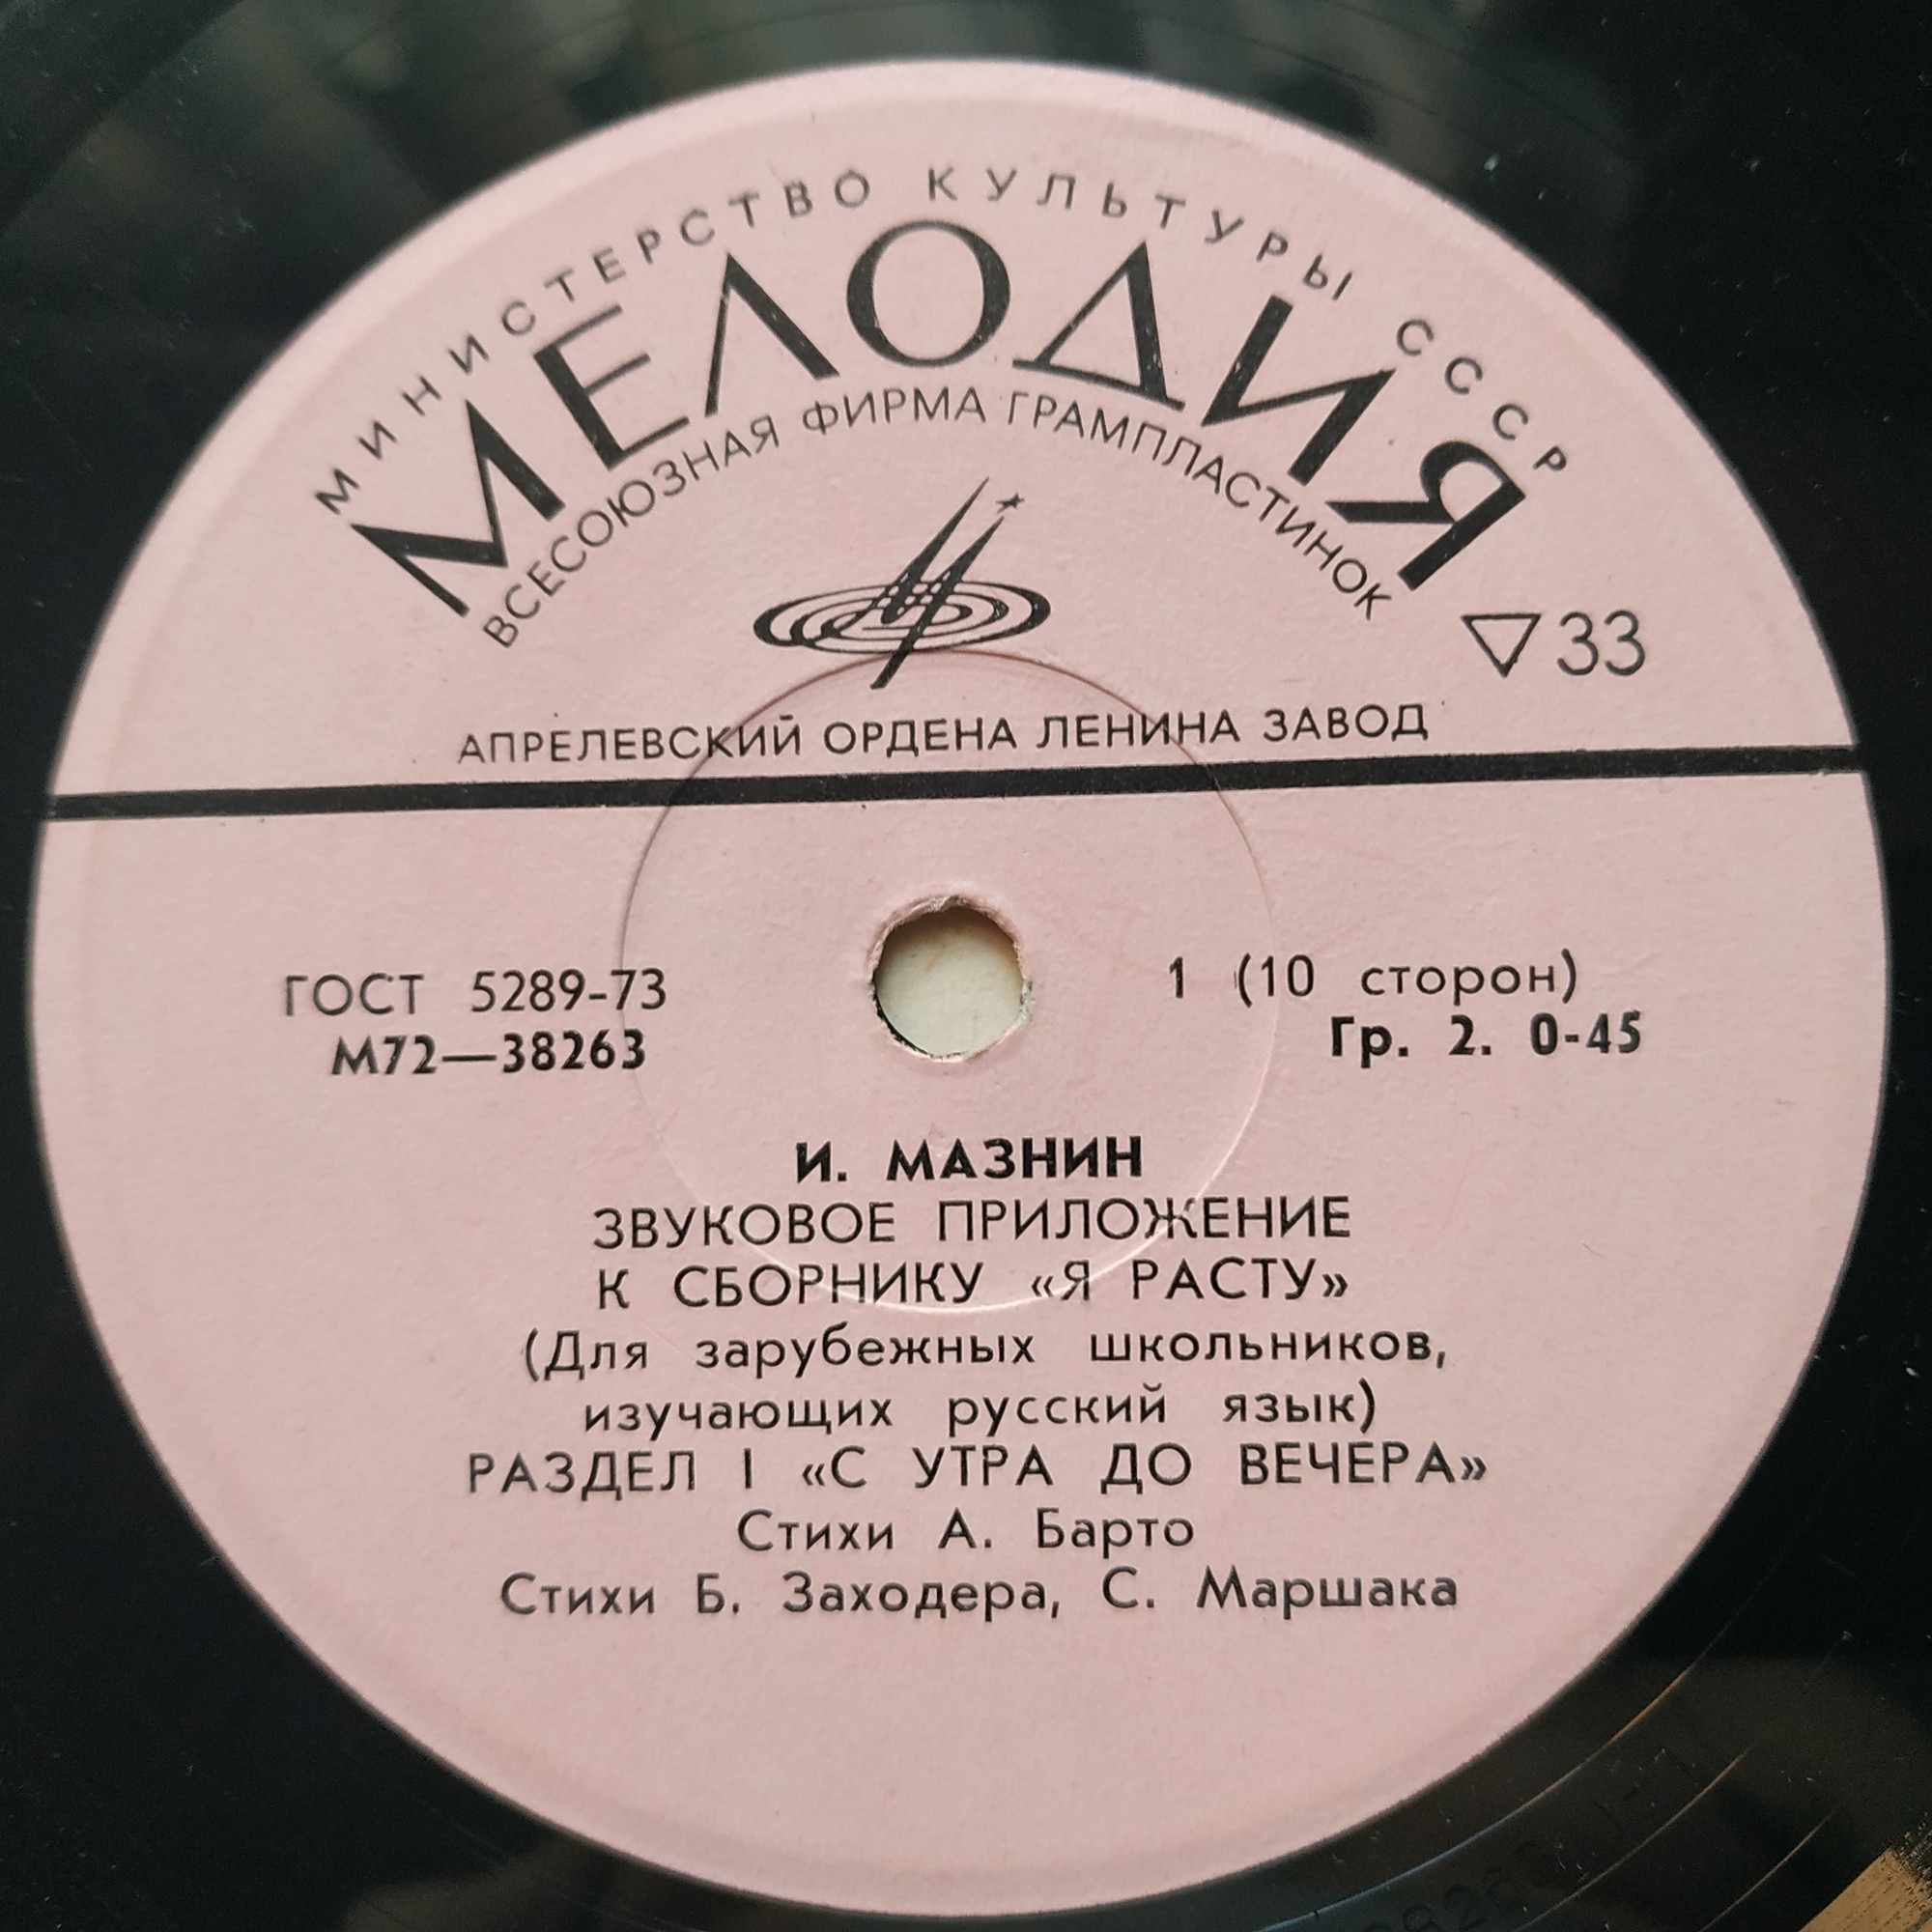 МИНИСТЕРСТВО КУЛЬТУРЫ СССР
МЕЛОДИЯ
ВСЕСОЮЗНАЯ ФИРМА ГРАМПЛАСТИНОК
▽33
АПРЕЛЕВСКИЙ ОРДЕНА ЛЕНИНА ЗАВОД
ГОСТ 5289-73
М72—38263
1 (10 сторон)
Гр. 2. 0-45
И. МАЗНИН
ЗВУКОВОЕ ПРИЛОЖЕНИЕ
К СБОРНИКУ «Я РАСТУ»
(Для зарубежных школьников,
изучающих русский язык)
РАЗДЕЛ I «С УТРА ДО ВЕЧЕРА»
Стихи А. Барто
Стихи Б. Заходера, С. Маршака